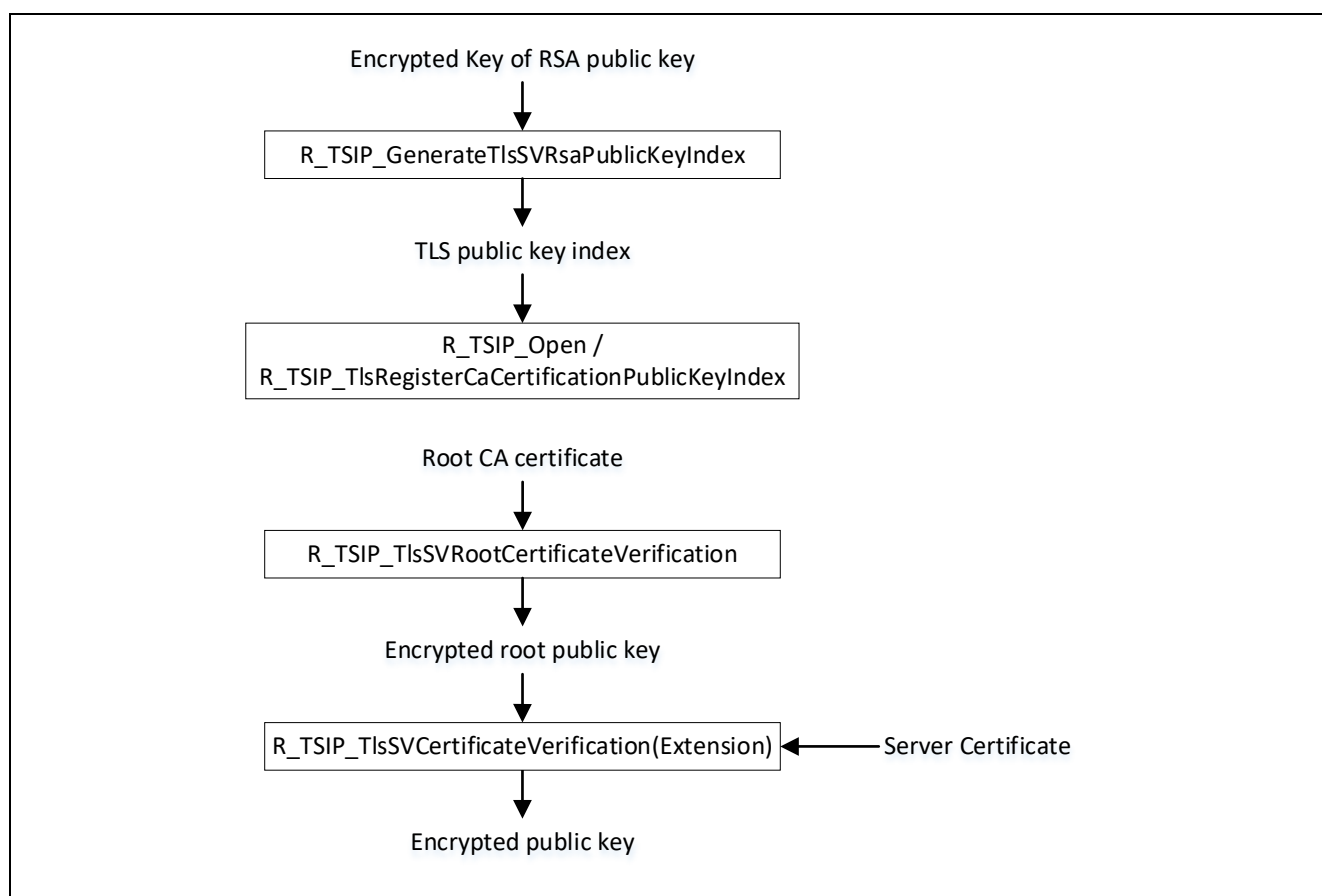 Encrypted Key of RSA public key
R_TSIP_GenerateTlsSVRsaPublicKeyIndex
TLS public key index
R_TSIP_Open /
R_TSIP_TlsRegisterCaCertificationPublicKeyIndex
Root CA certificate
R_TSIP_TlsSVRootCertificateVerification
Encrypted root public key
R_TSIP_TlsSVCertificateVerification(Extension)
Server Certificate
Encrypted public key